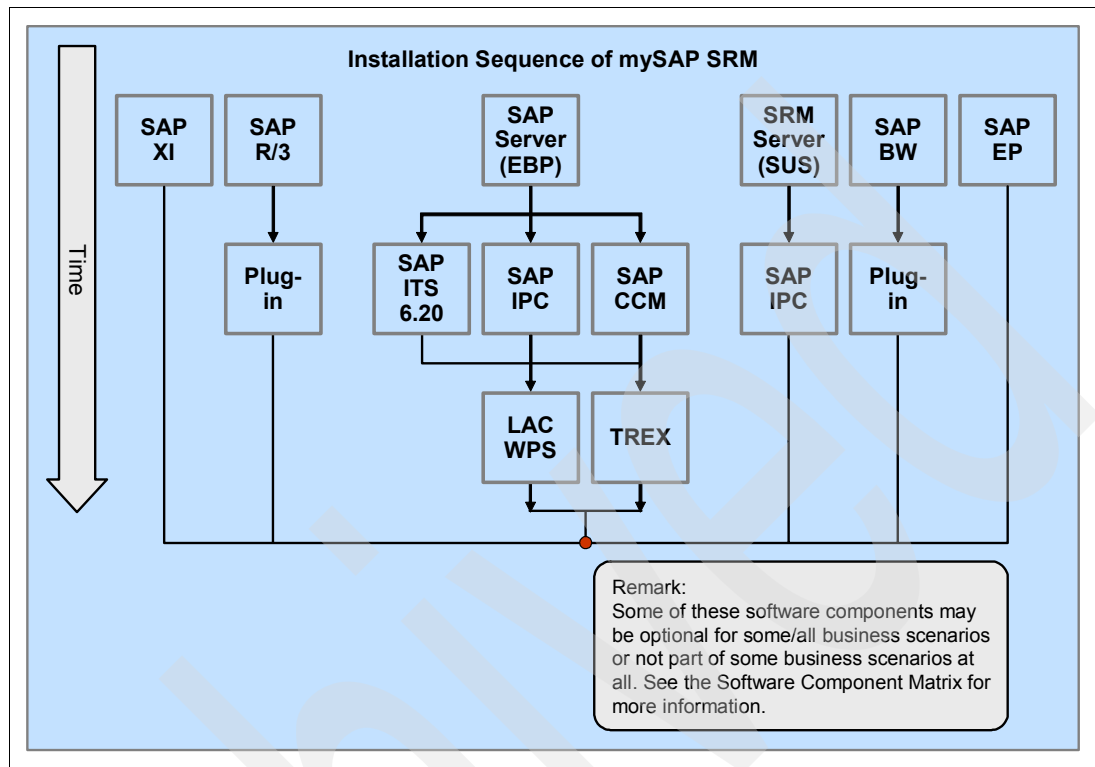 Installation Sequence of mySAP SRM
SAP
XI
SAP
R/3
SAP
Server
(EBP)
SRM
Server
(SUS)
SAP
BW
SAP
EP
Time
Plug-
in
SAP
ITS
6.20
SAP
IPC
SAP
CCM
SAP
IPC
Plug-
in
LAC
WPS
TREX
Remark:
Some of these software components may
be optional for some/all business scenarios
or not part of some business scenarios at
all. See the Software Component Matrix for
more information.